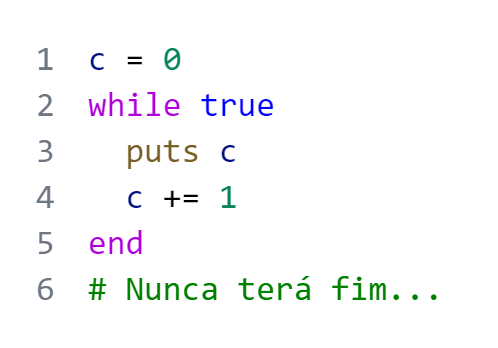 1 c = 0
2 while true
3   puts c
4   c += 1
5 end
6 # Nunca terá fim...